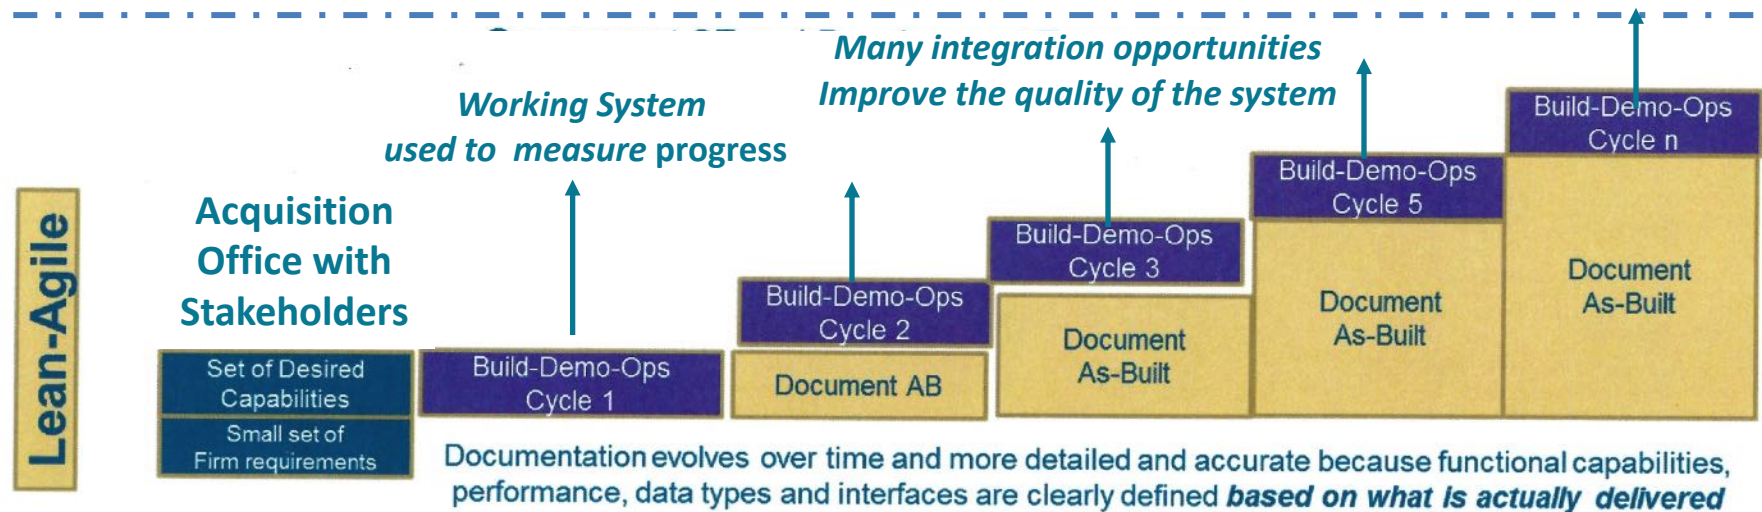 Many integration opportunities
Improve the quality of the system
Working System
used to measure progress
Acquisition
Office with
Stakeholders
Lean-Agile
Set of Desired
Capabilities
Small set of
Firm requirements
Build-Demo-Ops
Cycle 1
Build-Demo-Ops
Cycle 2
Document AB
Build-Demo-Ops
Cycle 3
Document
As-Built
Build-Demo-Ops
Cycle 5
Document
As-Built
Build-Demo-Ops
Cycle n
Document
As-Built
Documentation evolves over time and more detailed and accurate because functional capabilities,
performance, data types and interfaces are clearly defined based on what is actually delivered